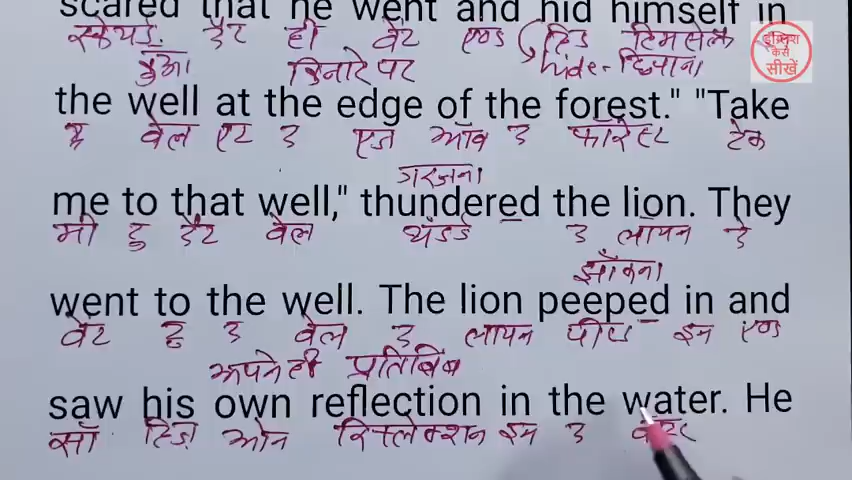 scared that he went and hid himself in
स्केयर्ड डैट ही वेंट एण्ड हिड हिमसेल्फ इन
इंग्लिश कैसे सीखें
कुआ किनारे पर hide - छिपाना
the well at the edge of the forest." "Take
द वेल एट द एज ऑव द फॉरेस्ट टेक
गरजना
me to that well," thundered the lion. They
मी टु डैट वेल थंडर्ड द लॉयन दे
झाँकना
went to the well. The lion peeped in and
वेंट टू द वेल द लायन पीप्ड इन एण्ड
अपने ही प्रतिबिंब
saw his own reflection in the water. He
सॉ हिज़ ओन रिफ्लेक्शन इन द वॉटर